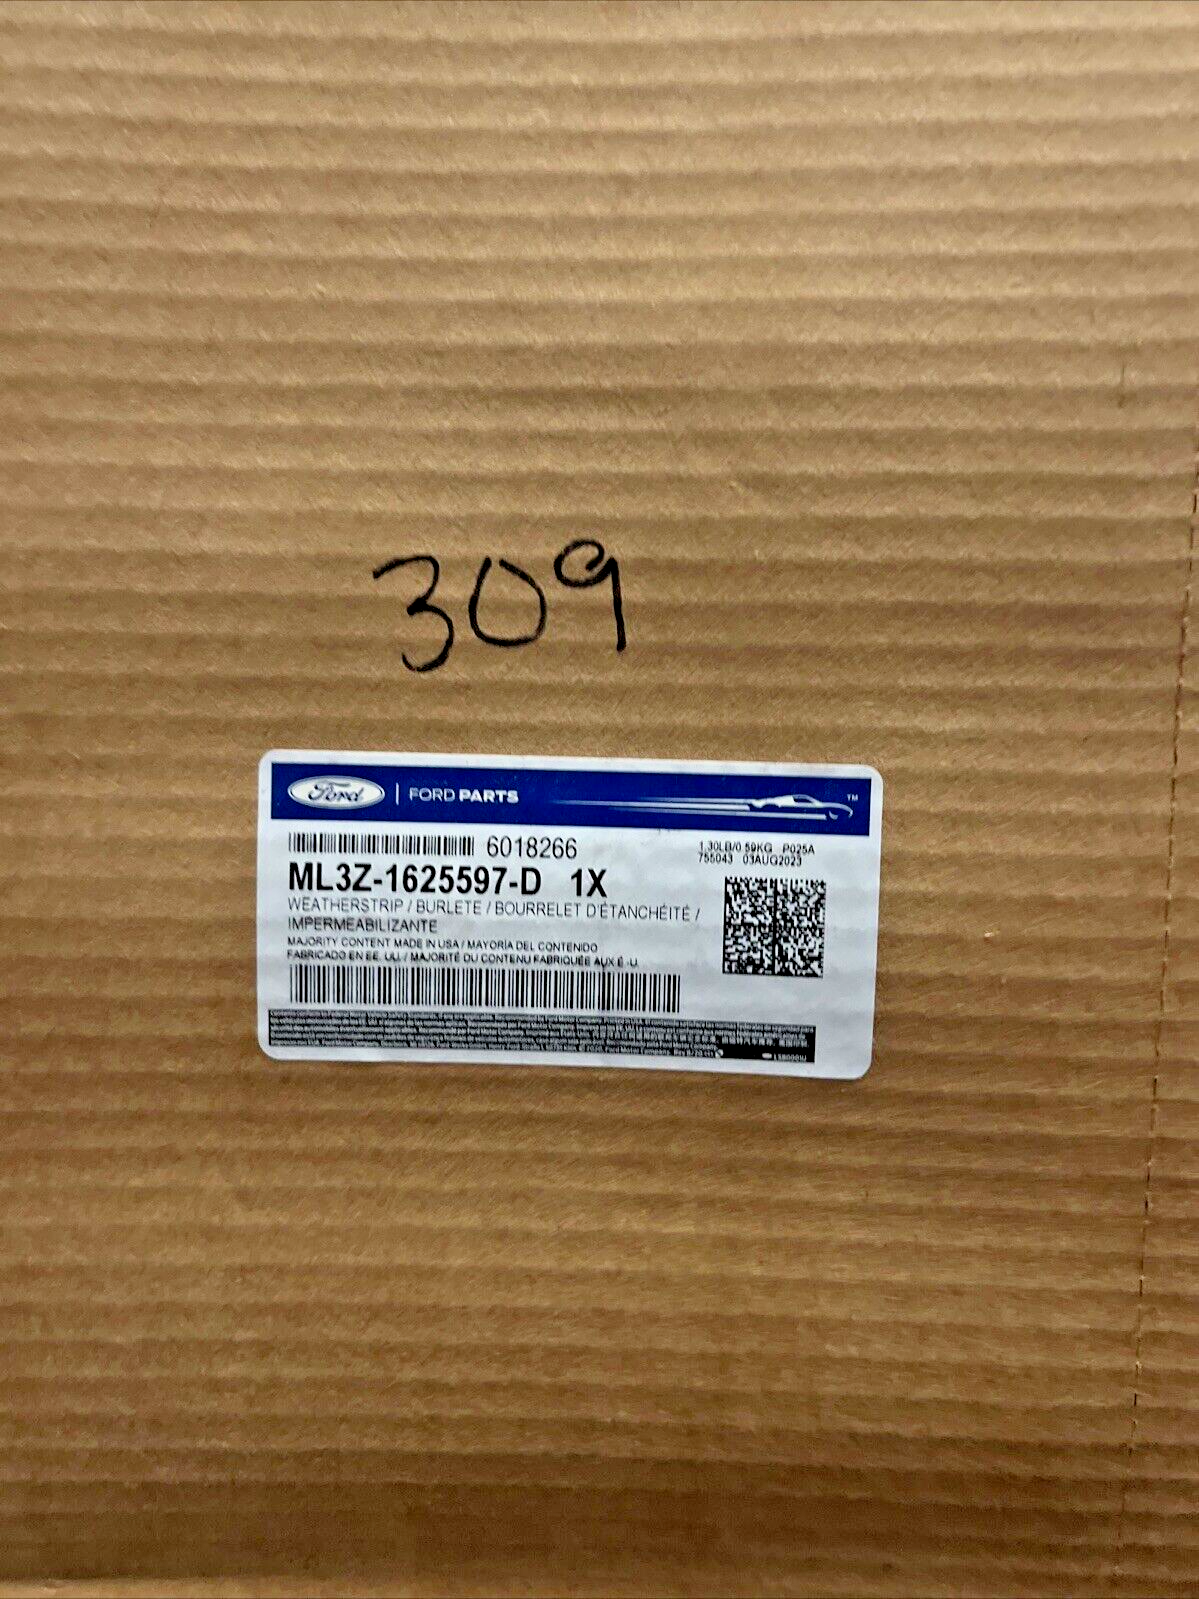 309
Ford | FORD PARTS ™
6018266
1.30LB/0.59KG P025A
755043 03AUG2023
ML3Z-1625597-D 1X
WEATHERSTRIP / BURLETE / BOURRELET D'ÉTANCHÉITÉ /
IMPERMEABILIZANTE
MAJORITY CONTENT MADE IN USA / MAYORÍA DEL CONTENIDO
FABRICADO EN EE. UU. / MAJORITÉ DU CONTENU FABRIQUÉE AUX É.-U.